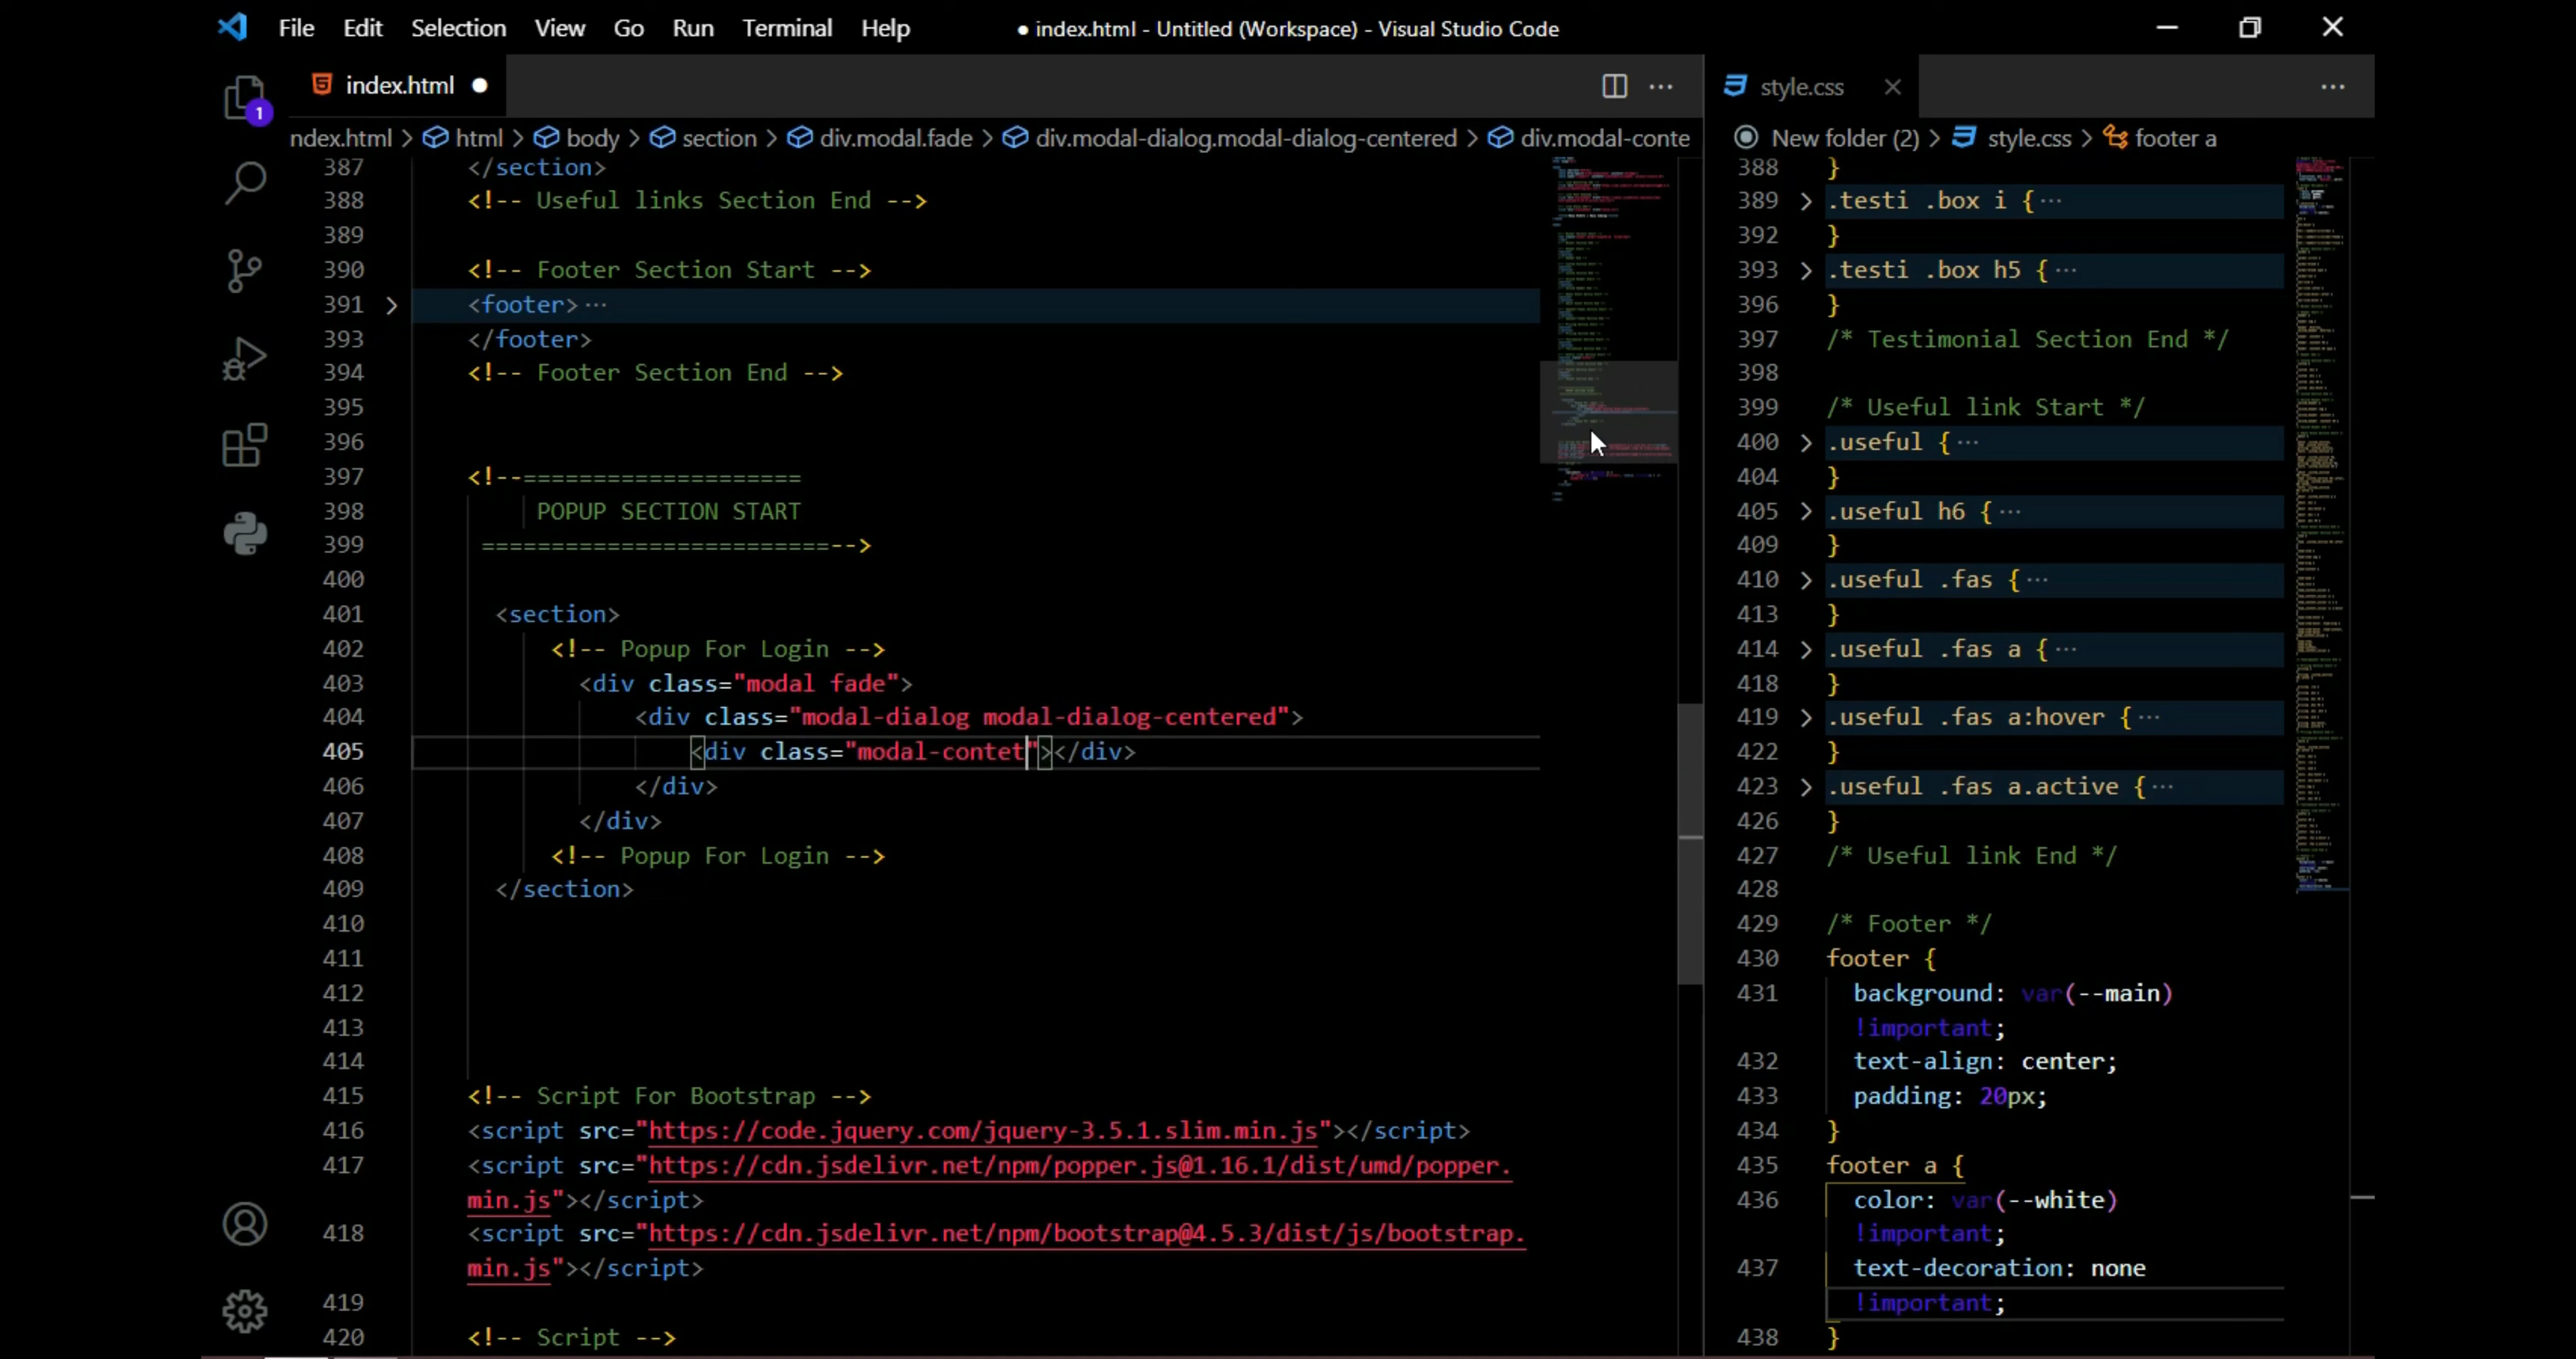 File Edit Selection View Go Run Terminal Help ● index.html - Untitled (Workspace) - Visual Studio Code
index.html ●
ndex.html > html > body > section > div.modal.fade > div.modal-dialog.modal-dialog-centered > div.modal-conte
1
387 </section>
388 <!-- Useful links Section End -->
389
390 <!-- Footer Section Start -->
391 <footer>···
393 </footer>
394 <!-- Footer Section End -->
395
396
397 <!--====================
398 POPUP SECTION START
399 =========================-->
400
401 <section>
402 <!-- Popup For Login -->
403 <div class="modal fade">
404 <div class="modal-dialog modal-dialog-centered">
405 <div class="modal-contet"></div>
406 </div>
407 </div>
408 <!-- Popup For Login -->
409 </section>
410
411
412
413
414
415 <!-- Script For Bootstrap -->
416 <script src="https://code.jquery.com/jquery-3.5.1.slim.min.js"></script>
417 <script src="https://cdn.jsdelivr.net/npm/popper.js@1.16.1/dist/umd/popper.
min.js"></script>
418 <script src="https://cdn.jsdelivr.net/npm/bootstrap@4.5.3/dist/js/bootstrap.
min.js"></script>
419
420 <!-- Script -->
style.css
New folder (2) > style.css > footer a
388 }
389 .testi .box i {···
392 }
393 .testi .box h5 {···
396 }
397 /* Testimonial Section End */
398
399 /* Useful link Start */
400 .useful {···
404 }
405 .useful h6 {···
409 }
410 .useful .fas {···
413 }
414 .useful .fas a {···
418 }
419 .useful .fas a:hover {···
422 }
423 .useful .fas a.active {···
426 }
427 /* Useful link End */
428
429 /* Footer */
430 footer {
431 background: var(--main)
!important;
432 text-align: center;
433 padding: 20px;
434 }
435 footer a {
436 color: var(--white)
!important;
437 text-decoration: none
!important;
438 }